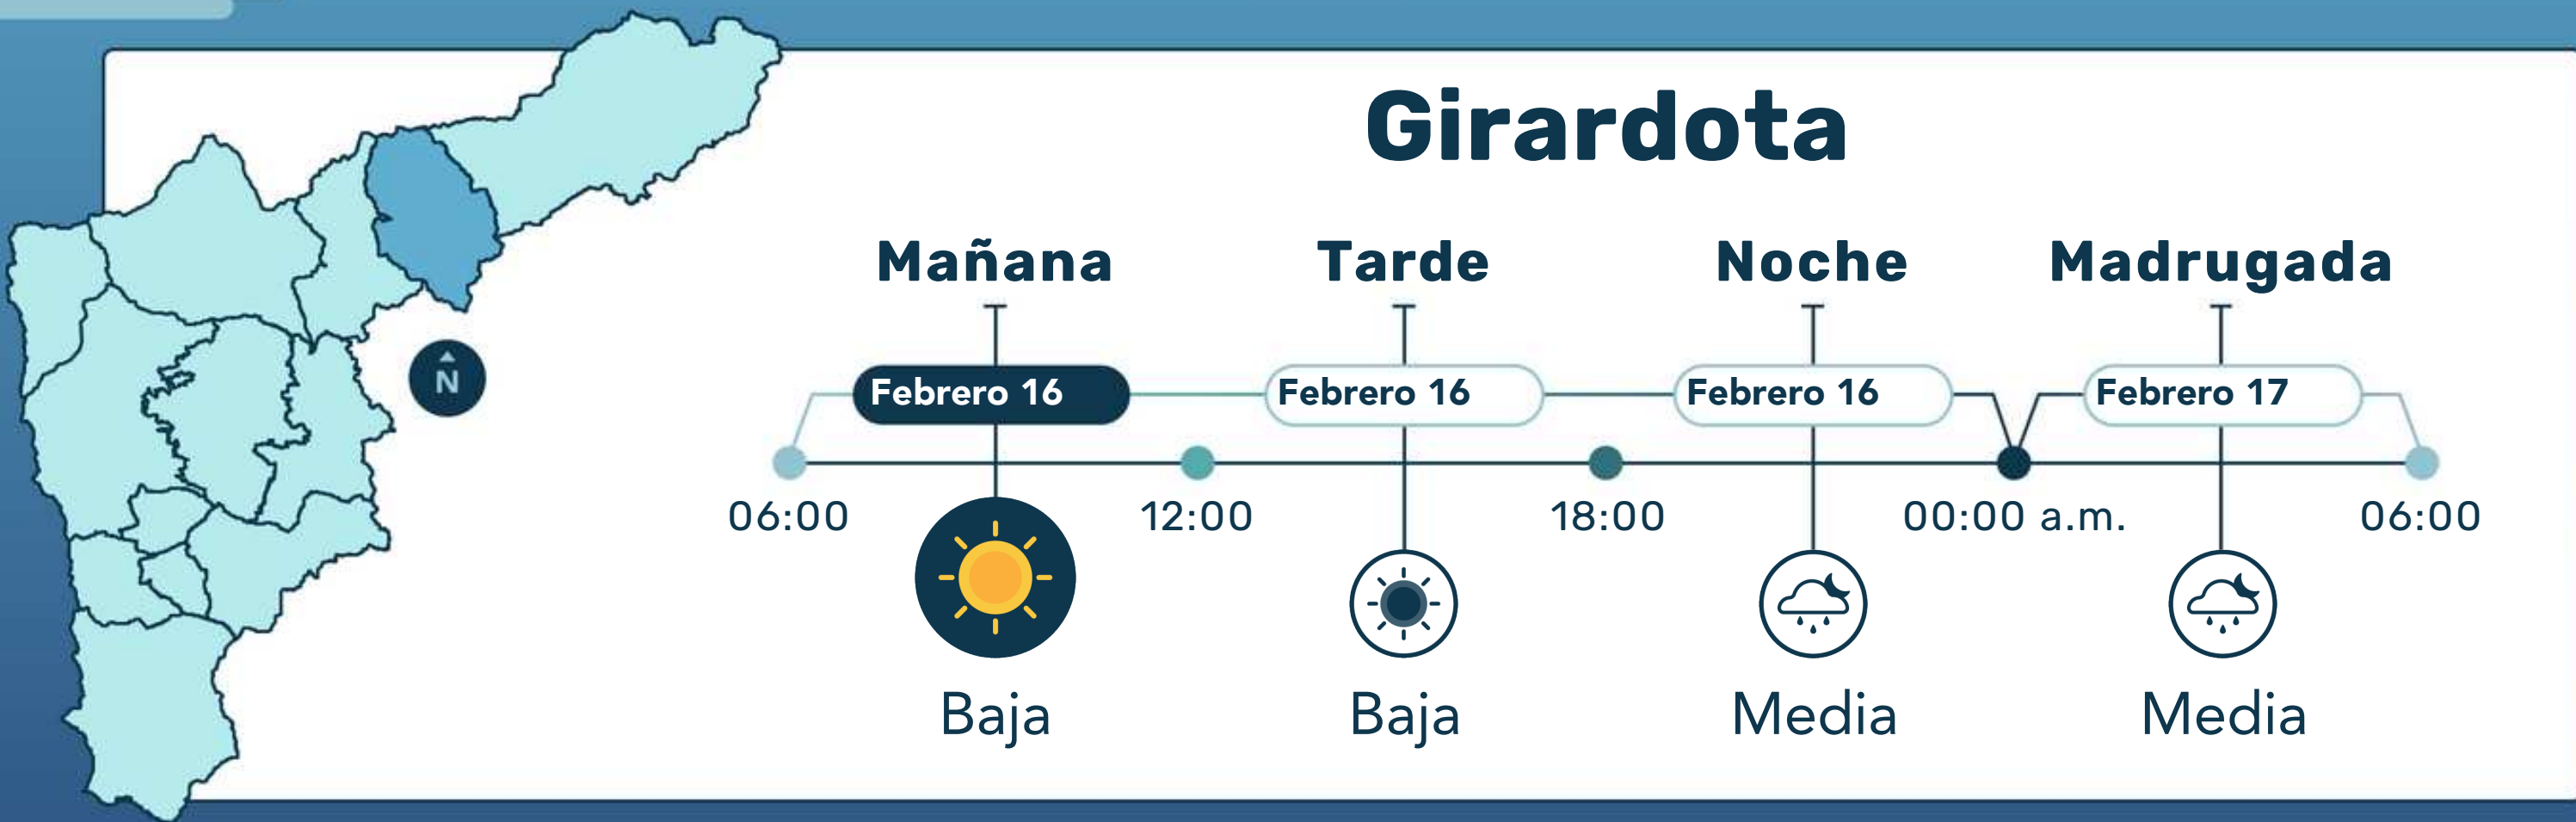 Girardota
Mañana Tarde Noche Madrugada
Febrero 16 Febrero 16 Febrero 16 Febrero 17
N
06:00 12:00 18:00 00:00 a.m. 06:00
Baja Baja Media Media